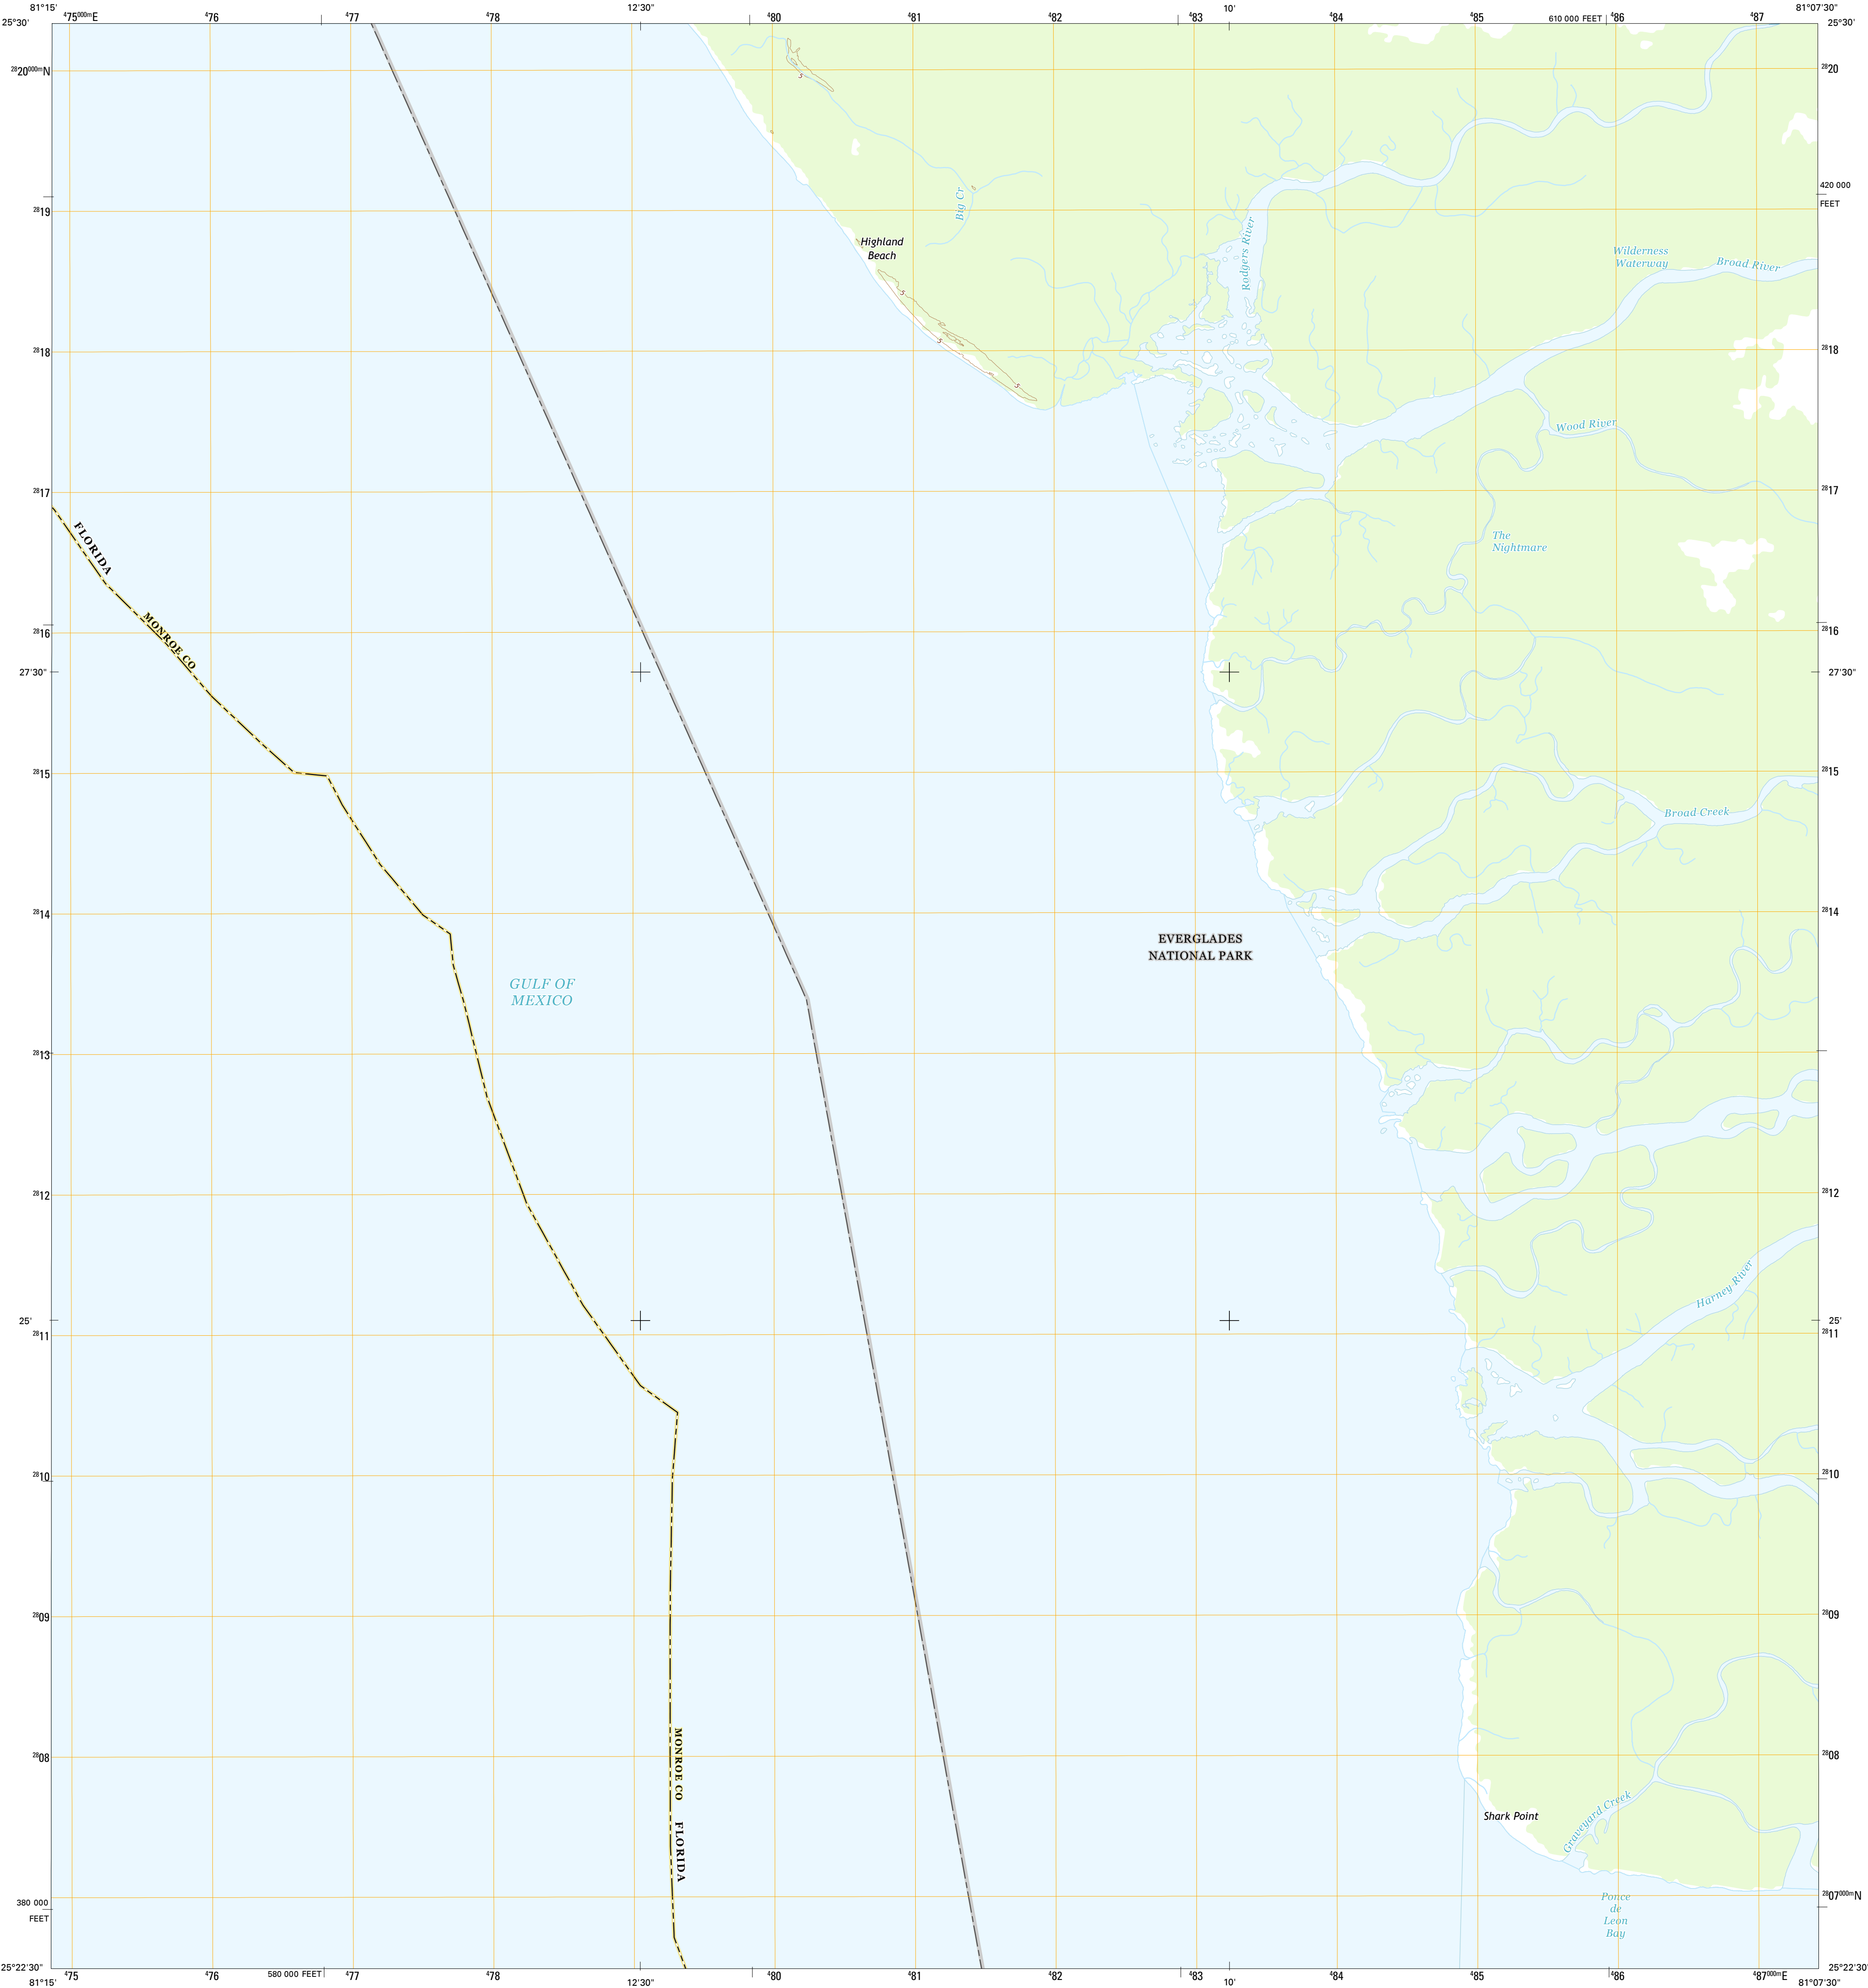 81°15'
⁴75⁰⁰⁰ᵐE
⁴76
⁴77
⁴78
12'30"
⁴80
⁴81
⁴82
⁴83
10'
⁴84
⁴85
610 000 FEET
⁴86
⁴87
81°07'30"
25°30'
25°30'
²⁸20⁰⁰⁰ᵐN
²⁸20
5
Big Cr
420 000
FEET
²⁸19
Highland
Beach
Rodgers River
Wilderness
Waterway
Broad River
5
5
5
²⁸18
²⁸18
Wood River
²⁸17
²⁸17
FLORIDA
The
Nightmare
MONROE CO
²⁸16
²⁸16
27'30"
27'30"
²⁸15
²⁸15
Broad Creek
²⁸14
²⁸14
EVERGLADES
NATIONAL PARK
GULF OF
MEXICO
²⁸13
²⁸12
²⁸12
Harney River
25'
25'
²⁸11
²⁸11
²⁸10
²⁸10
²⁸09
²⁸09
²⁸08
²⁸08
MONROE CO
FLORIDA
Shark Point
Graveyard Creek
380 000
FEET
²⁸07⁰⁰⁰ᵐN
Ponce
de
Leon
Bay
25°22'30"
25°22'30"
81°15'
⁴75
⁴76
580 000 FEET
⁴77
⁴78
12'30"
⁴80
⁴81
⁴82
⁴83
10'
⁴84
⁴85
⁴86
⁴87⁰⁰⁰ᵐE
81°07'30"